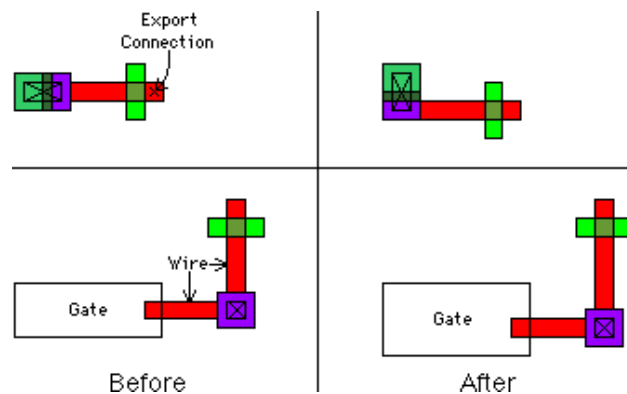 Export
Connection
Wire
Gate
Gate
Before
After